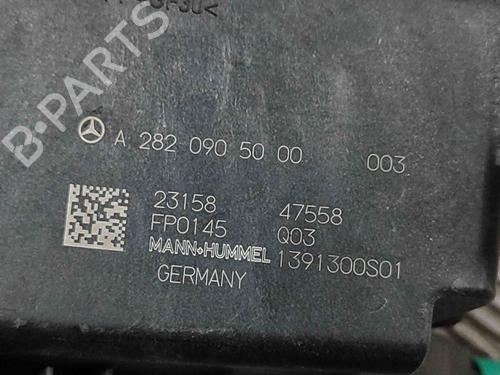 A 282 090 50 00 003
23158 47558
FP0145 Q03
MANN+HUMMEL 1391300S01
GERMANY
B-PARTS